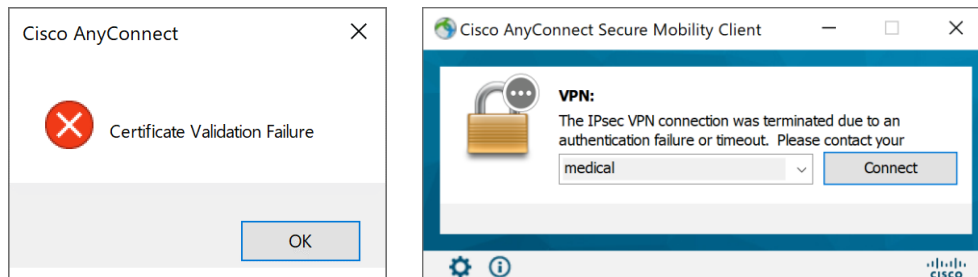 Cisco AnyConnect
Certificate Validation Failure
OK
Cisco AnyConnect Secure Mobility Client
VPN:
The IPsec VPN connection was terminated due to an
authentication failure or timeout. Please contact your
medical
Connect
CISCO